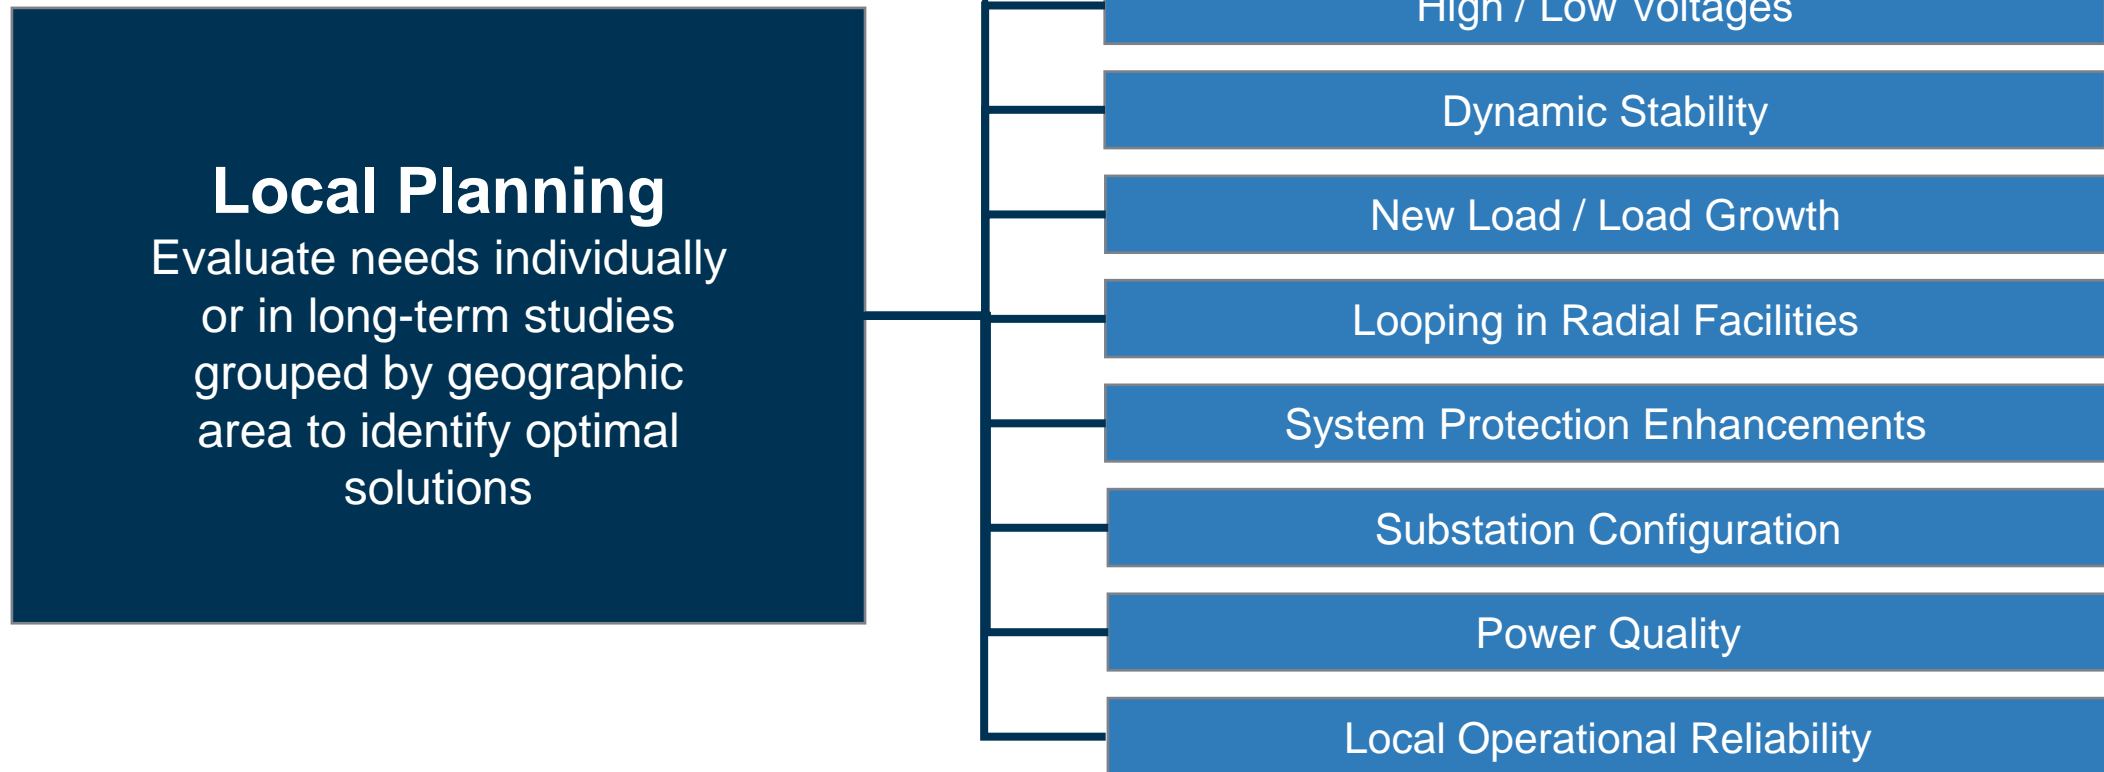 High / Low Voltages
Dynamic Stability
Local Planning
Evaluate needs individually
or in long-term studies
grouped by geographic
area to identify optimal
solutions
New Load / Load Growth
Looping in Radial Facilities
System Protection Enhancements
Substation Configuration
Power Quality
Local Operational Reliability